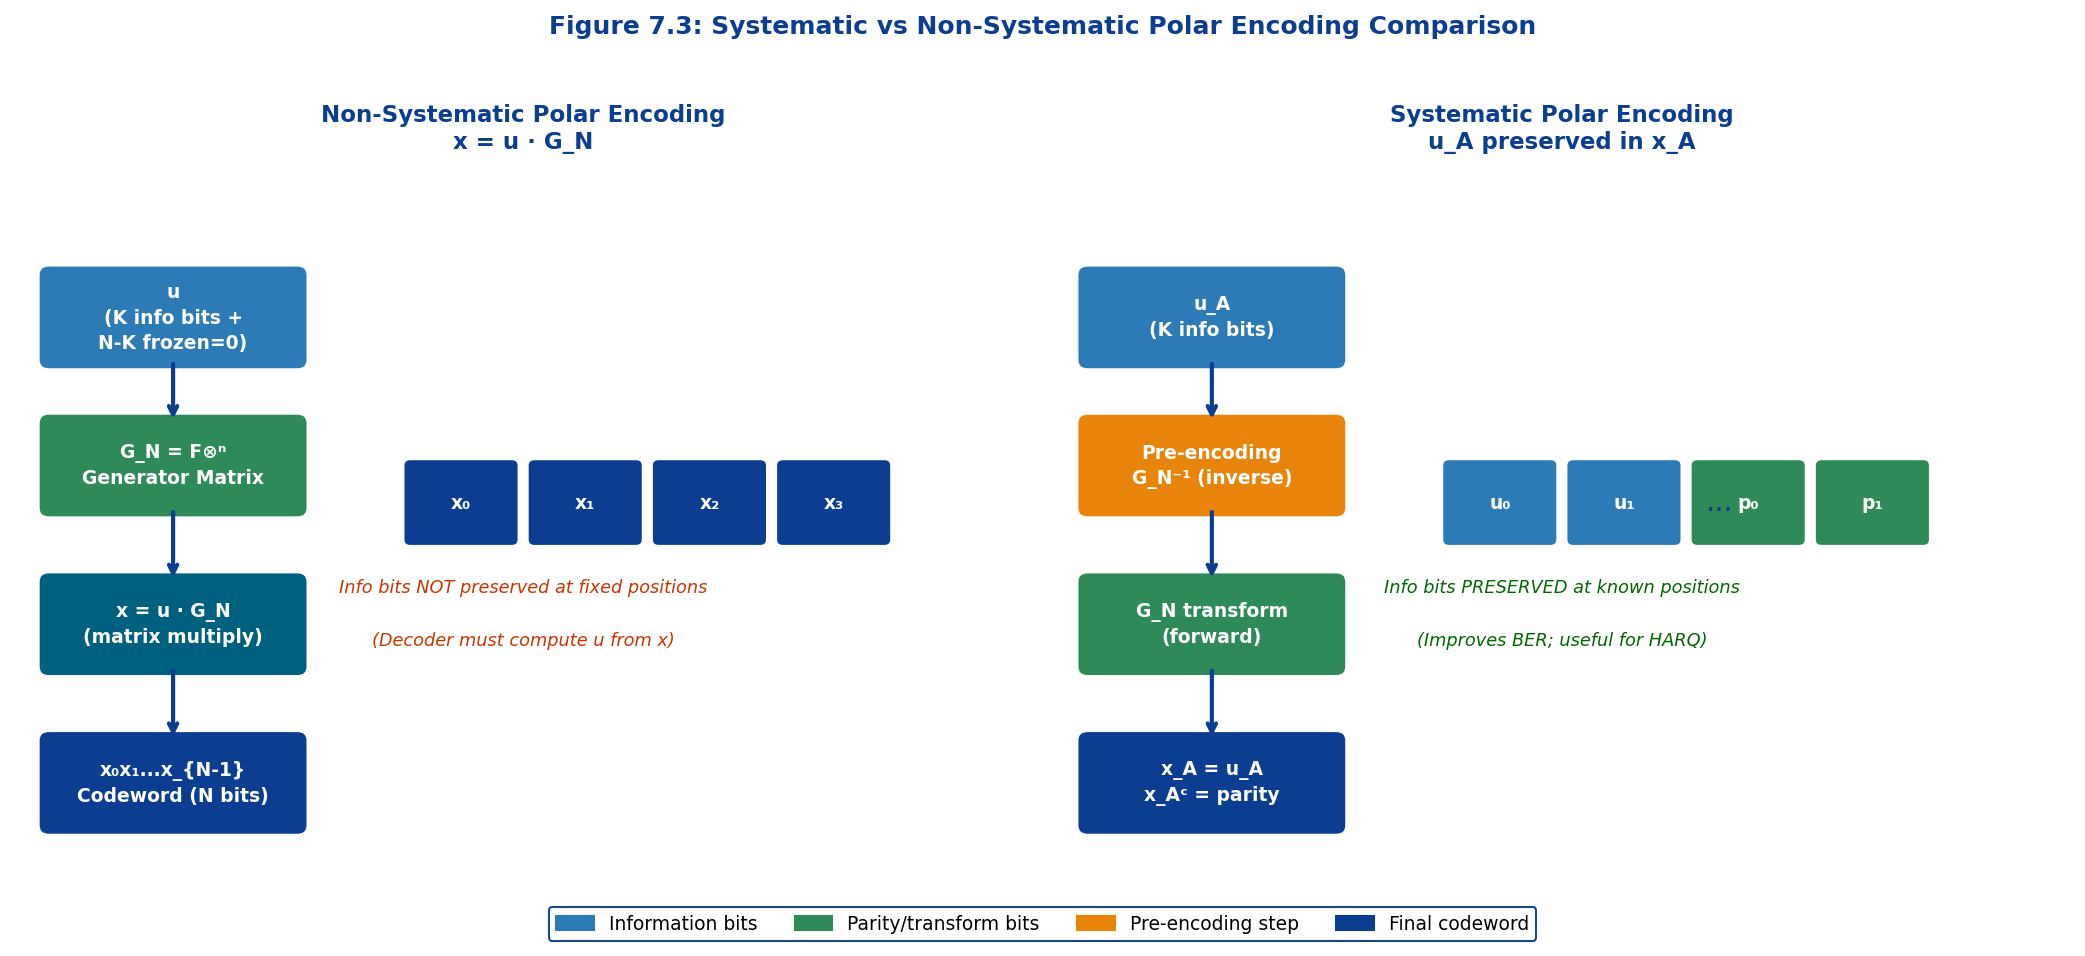 Figure 7.3: Systematic vs Non-Systematic Polar Encoding Comparison
Non-Systematic Polar Encoding
x = u · G_N
u
(K info bits +
N-K frozen=0)
G_N = F⊗ⁿ
Generator Matrix
x = u · G_N
(matrix multiply)
x₀x₁...x_{N-1}
Codeword (N bits)
x₀ x₁ x₂ x₃
Info bits NOT preserved at fixed positions
(Decoder must compute u from x)
Systematic Polar Encoding
u_A preserved in x_A
u_A
(K info bits)
Pre-encoding
G_N⁻¹ (inverse)
G_N transform
(forward)
x_A = u_A
x_Aᶜ = parity
u₀ u₁ ... p₀ p₁
Info bits PRESERVED at known positions
(Improves BER; useful for HARQ)
Information bits Parity/transform bits Pre-encoding step Final codeword